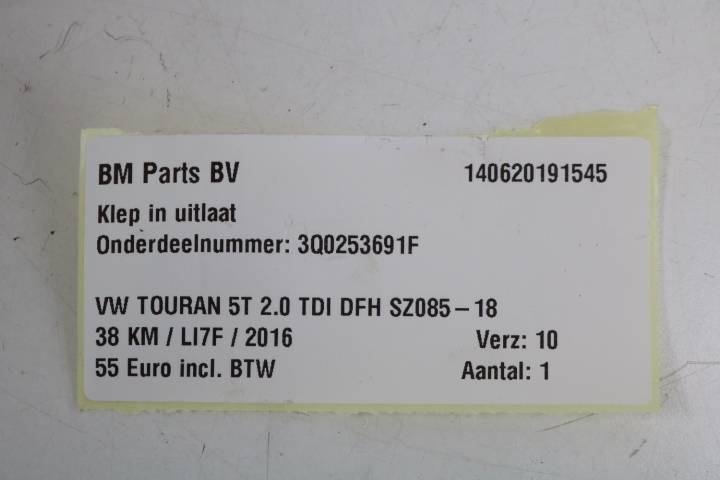 BM Parts BV 140620191545
Klep in uitlaat
Onderdeelnummer: 3Q0253691F
VW TOURAN 5T 2.0 TDI DFH SZ085-18
38 KM / LI7F / 2016 Verz: 10
55 Euro incl. BTW Aantal: 1